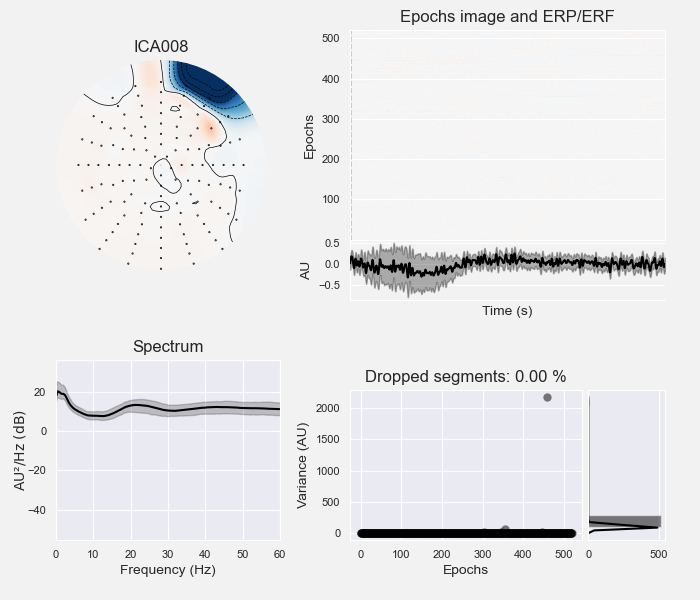 ICA008
Epochs image and ERP/ERF
Epochs
500
400
300
200
100
AU
0.5
0.0
−0.5
Time (s)
Spectrum
AU²/Hz (dB)
20
0
−20
−40
0 10 20 30 40 50 60
Frequency (Hz)
Dropped segments: 0.00 %
Variance (AU)
2000
1500
1000
500
0
0 100 200 300 400 500
Epochs
0 500